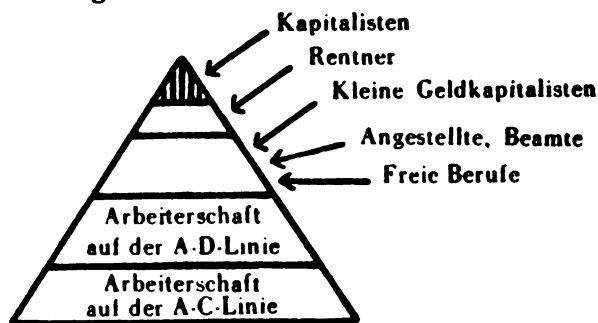 Kapitalisten
Rentner
Kleine Geldkapitalisten
Angestellte, Beamte
Freie Berufe
Arbeiterschaft
auf der A-D-Linie
Arbeiterschaft
auf der A-C-Linie